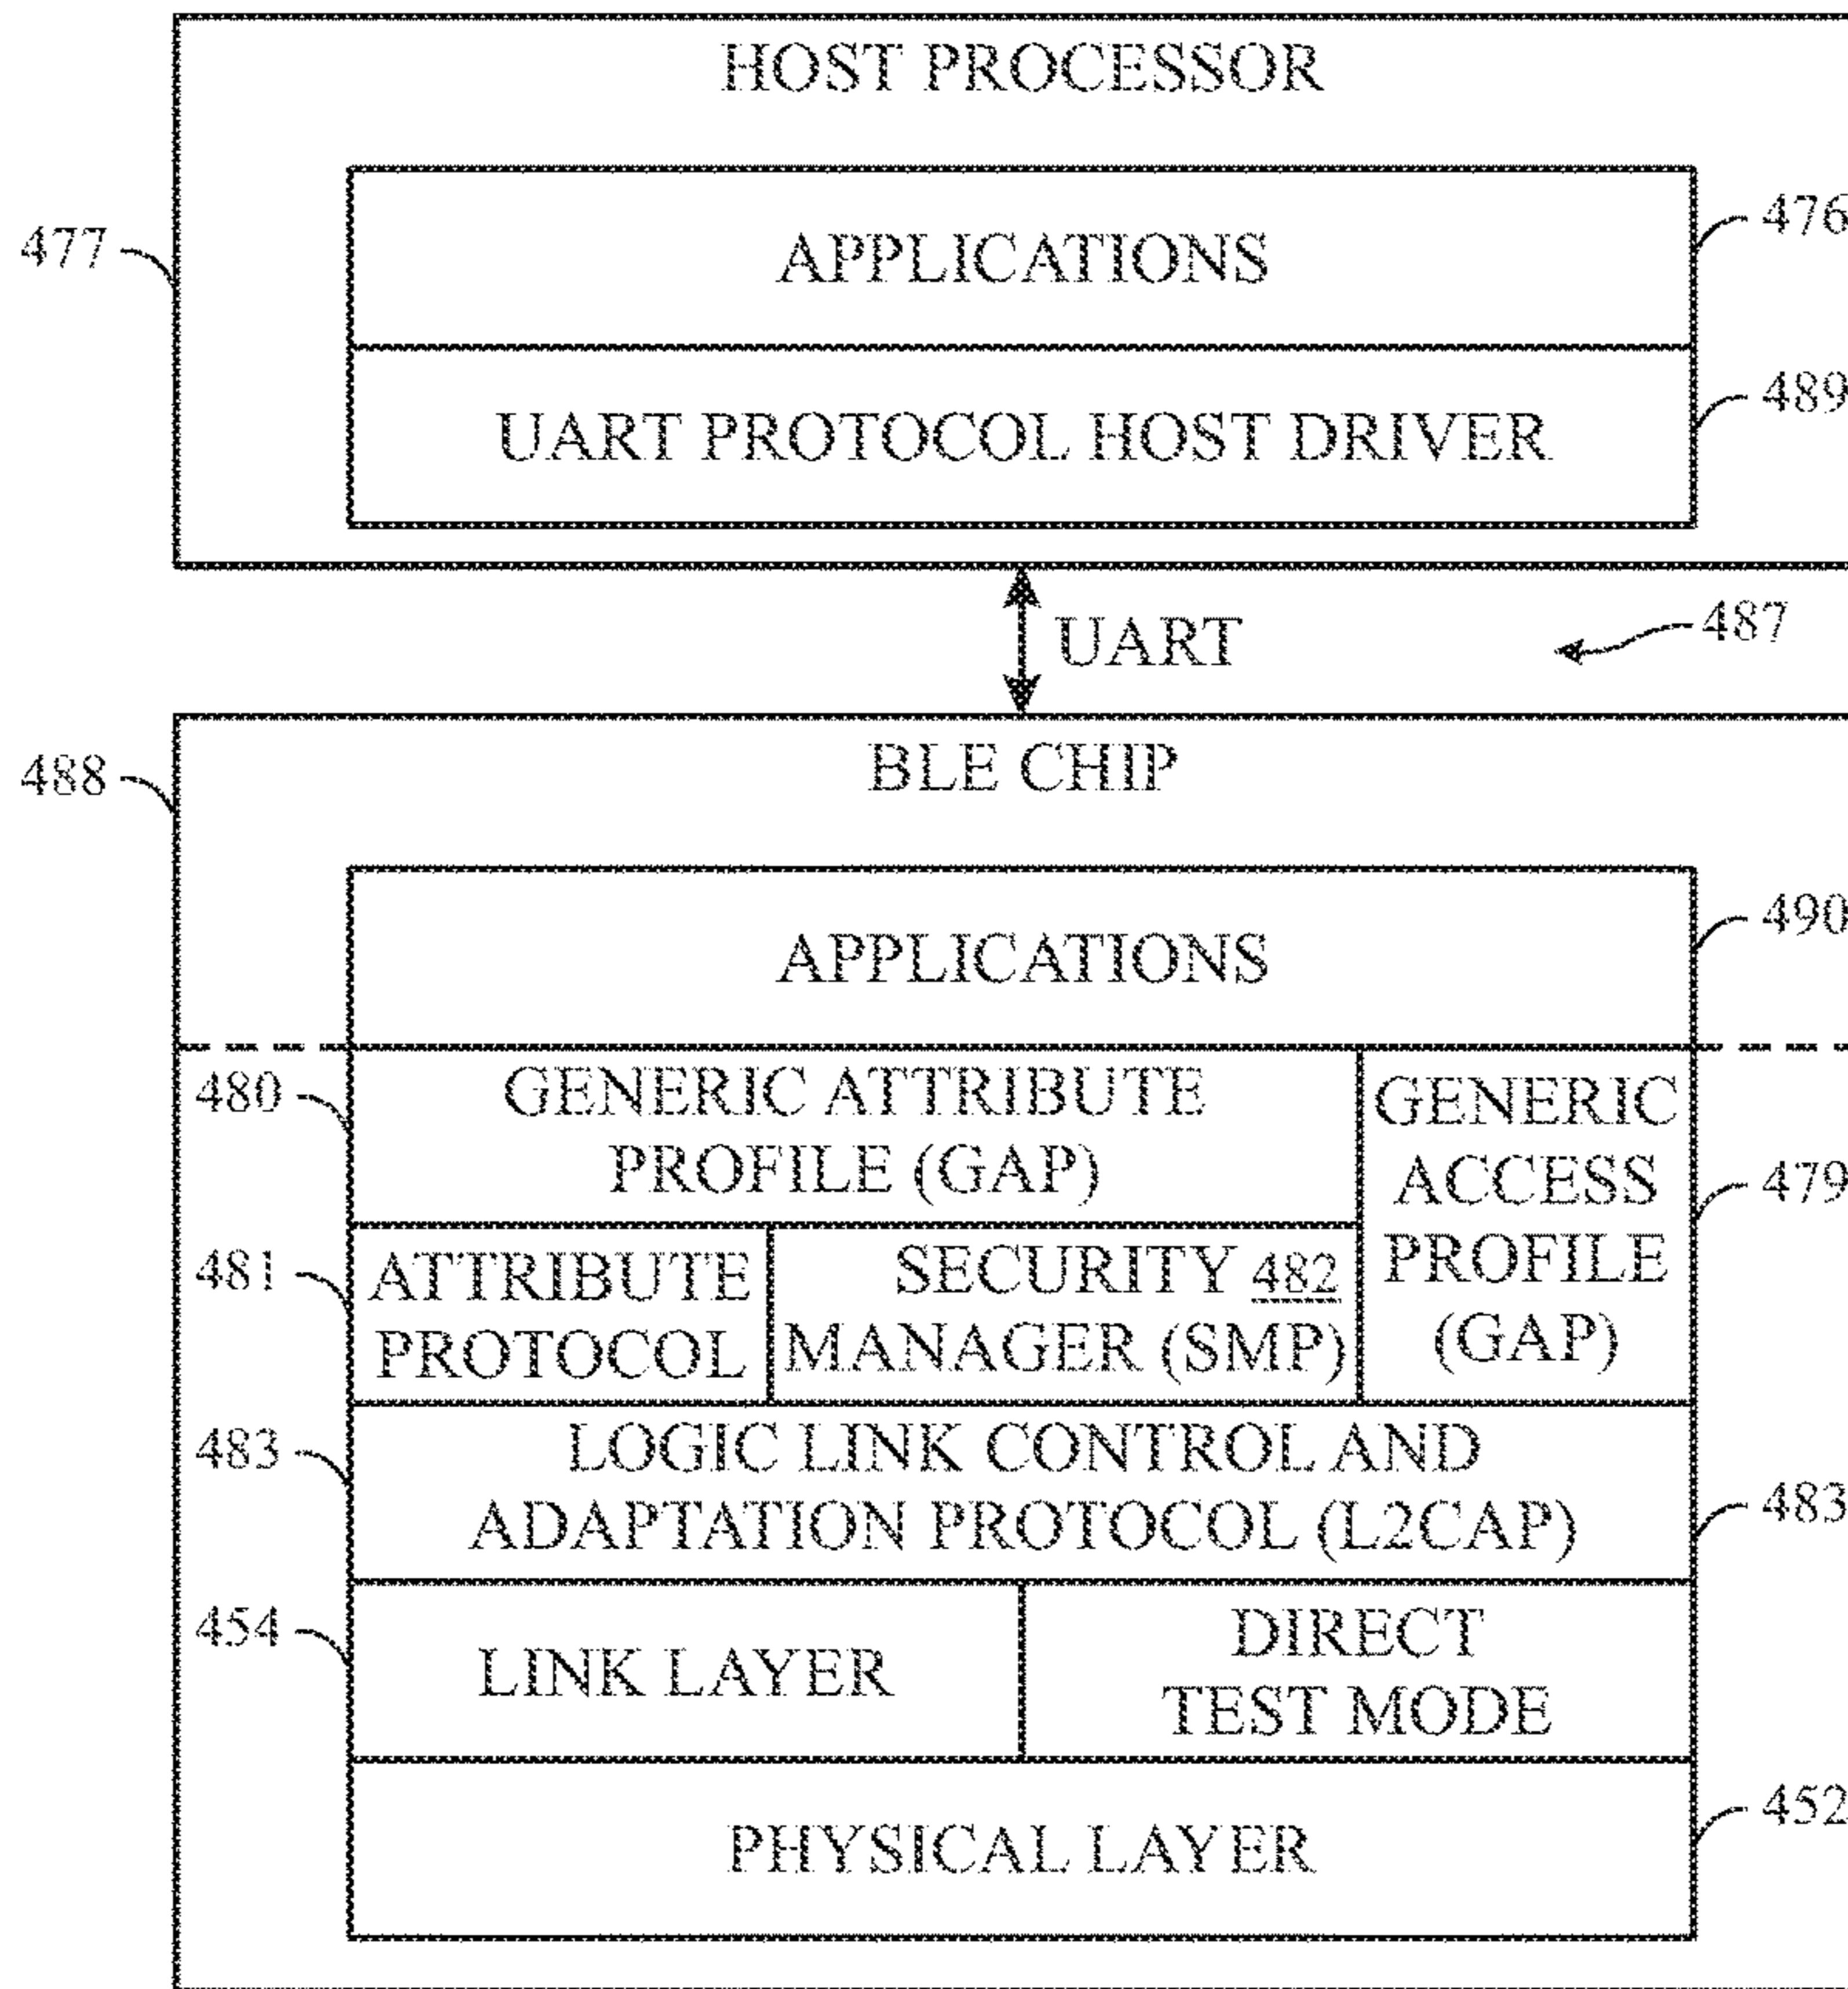 HOST PROCESSOR
477
476
APPLICATIONS
489
UART PROTOCOL HOST DRIVER
UART
487
488
BLE CHIP
490
APPLICATIONS
480
GENERIC ATTRIBUTE
PROFILE (GAP)
GENERIC
ACCESS
PROFILE
(GAP)
479
481
ATTRIBUTE
PROTOCOL
SECURITY 482
MANAGER (SMP)
483
LOGIC LINK CONTROL AND
ADAPTATION PROTOCOL (L2CAP)
483
454
LINK LAYER
DIRECT
TEST MODE
452
PHYSICAL LAYER